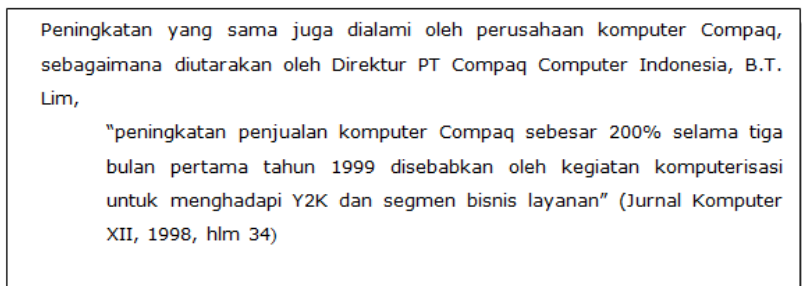 Peningkatan yang sama juga dialami oleh perusahaan komputer Compaq,
sebagaimana diutarakan oleh Direktur PT Compaq Computer Indonesia, B.T.
Lim,
“peningkatan penjualan komputer Compaq sebesar 200% selama tiga
bulan pertama tahun 1999 disebabkan oleh kegiatan komputerisasi
untuk menghadapi Y2K dan segmen bisnis layanan” (Jurnal Komputer
XII, 1998, hlm 34)